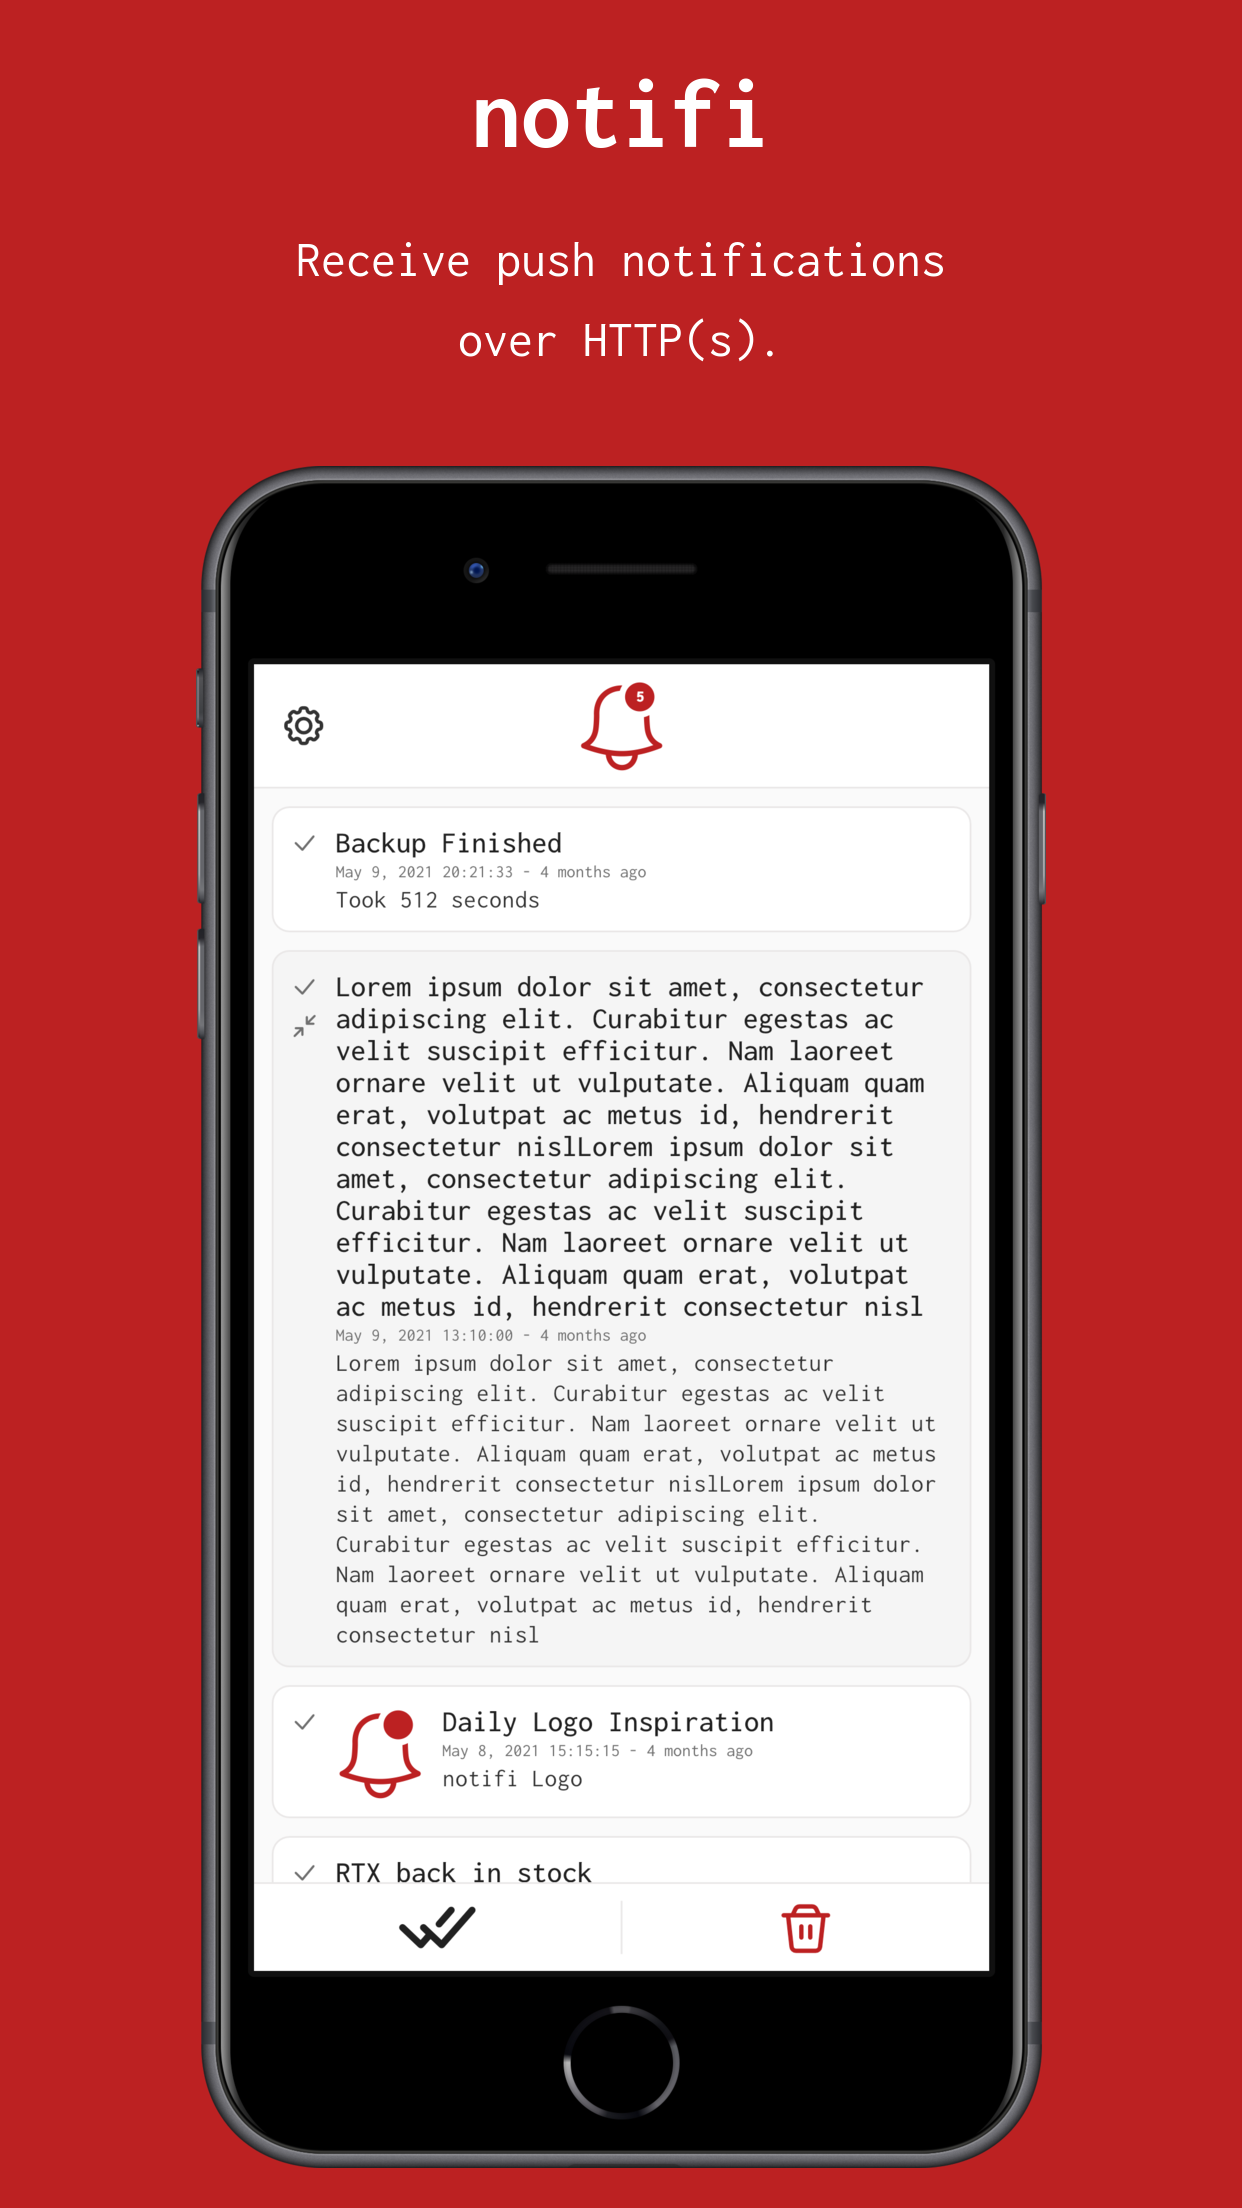 notifi
Receive push notifications
over HTTP(s).
5
Backup Finished
May 9, 2021 20:21:33 - 4 months ago
Took 512 seconds
Lorem ipsum dolor sit amet, consectetur
adipiscing elit. Curabitur egestas ac
velit suscipit efficitur. Nam laoreet
ornare velit ut vulputate. Aliquam quam
erat, volutpat ac metus id, hendrerit
consectetur nislLorem ipsum dolor sit
amet, consectetur adipiscing elit.
Curabitur egestas ac velit suscipit
efficitur. Nam laoreet ornare velit ut
vulputate. Aliquam quam erat, volutpat
ac metus id, hendrerit consectetur nisl
May 9, 2021 13:10:00 - 4 months ago
Lorem ipsum dolor sit amet, consectetur
adipiscing elit. Curabitur egestas ac velit
suscipit efficitur. Nam laoreet ornare velit ut
vulputate. Aliquam quam erat, volutpat ac metus
id, hendrerit consectetur nislLorem ipsum dolor
sit amet, consectetur adipiscing elit.
Curabitur egestas ac velit suscipit efficitur.
Nam laoreet ornare velit ut vulputate. Aliquam
quam erat, volutpat ac metus id, hendrerit
consectetur nisl
Daily Logo Inspiration
May 8, 2021 15:15:15 - 4 months ago
notifi Logo
RTX back in stock